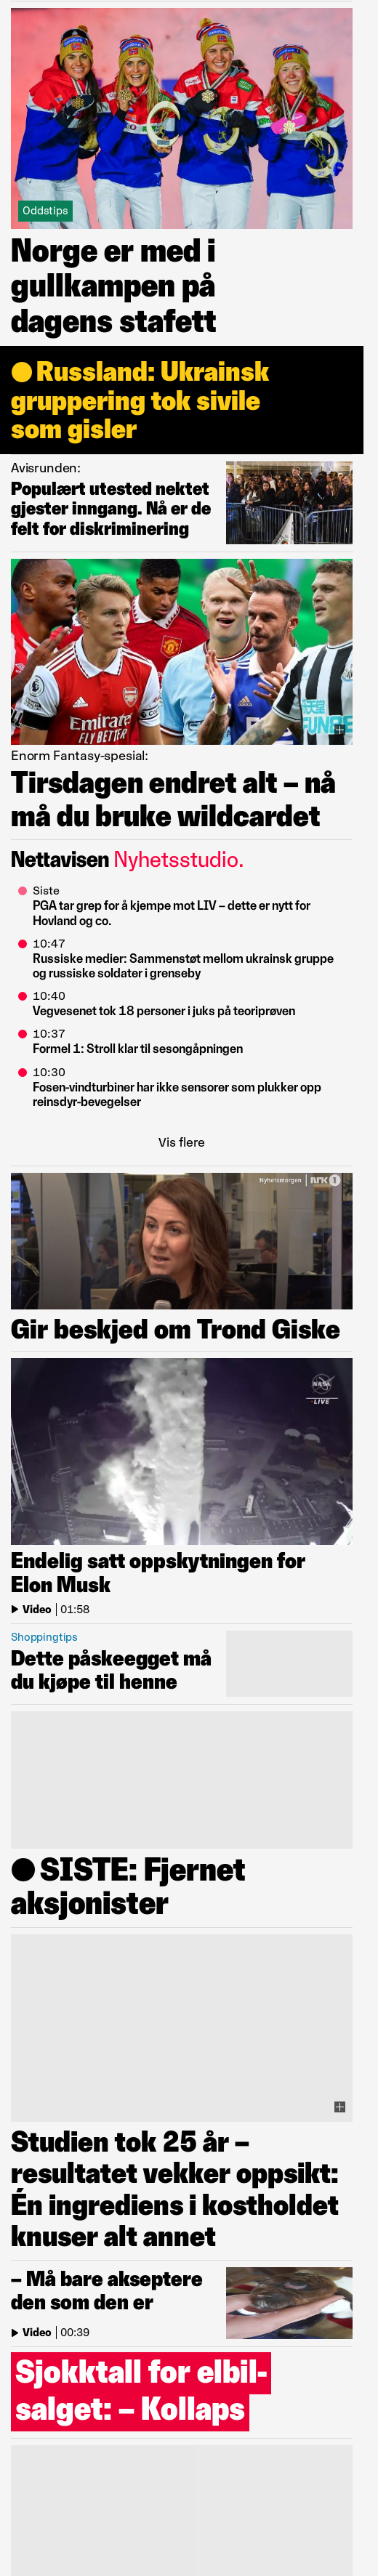 Oddstips
Norge er med i
gullkampen på
dagens stafett
Russland: Ukrainsk
gruppering tok sivile
som gisler
Avisrunden:
Populært utested nektet
gjester inngang. Nå er de
felt for diskriminering
Emirates
FLY BETTER
FUNDE
Enorm Fantasy-spesial:
Tirsdagen endret alt – nå
må du bruke wildcardet
Nettavisen Nyhetsstudio.
Siste
PGA tar grep for å kjempe mot LIV – dette er nytt for
Hovland og co.
10:47
Russiske medier: Sammenstøt mellom ukrainsk gruppe
og russiske soldater i grenseby
10:40
Vegvesenet tok 18 personer i juks på teoriprøven
10:37
Formel 1: Stroll klar til sesongåpningen
10:30
Fosen-vindturbiner har ikke sensorer som plukker opp
reinsdyr-bevegelser
Vis flere
Nyhetsmorgen | NRK 1
Gir beskjed om Trond Giske
NASA
LIVE
Endelig satt oppskytningen for
Elon Musk
Video | 01:58
Shoppingtips
Dette påskeegget må
du kjøpe til henne
SISTE: Fjernet
aksjonister
Studien tok 25 år –
resultatet vekker oppsikt:
Én ingrediens i kostholdet
knuser alt annet
– Må bare akseptere
den som den er
Video | 00:39
Sjokktall for elbil-
salget: – Kollaps